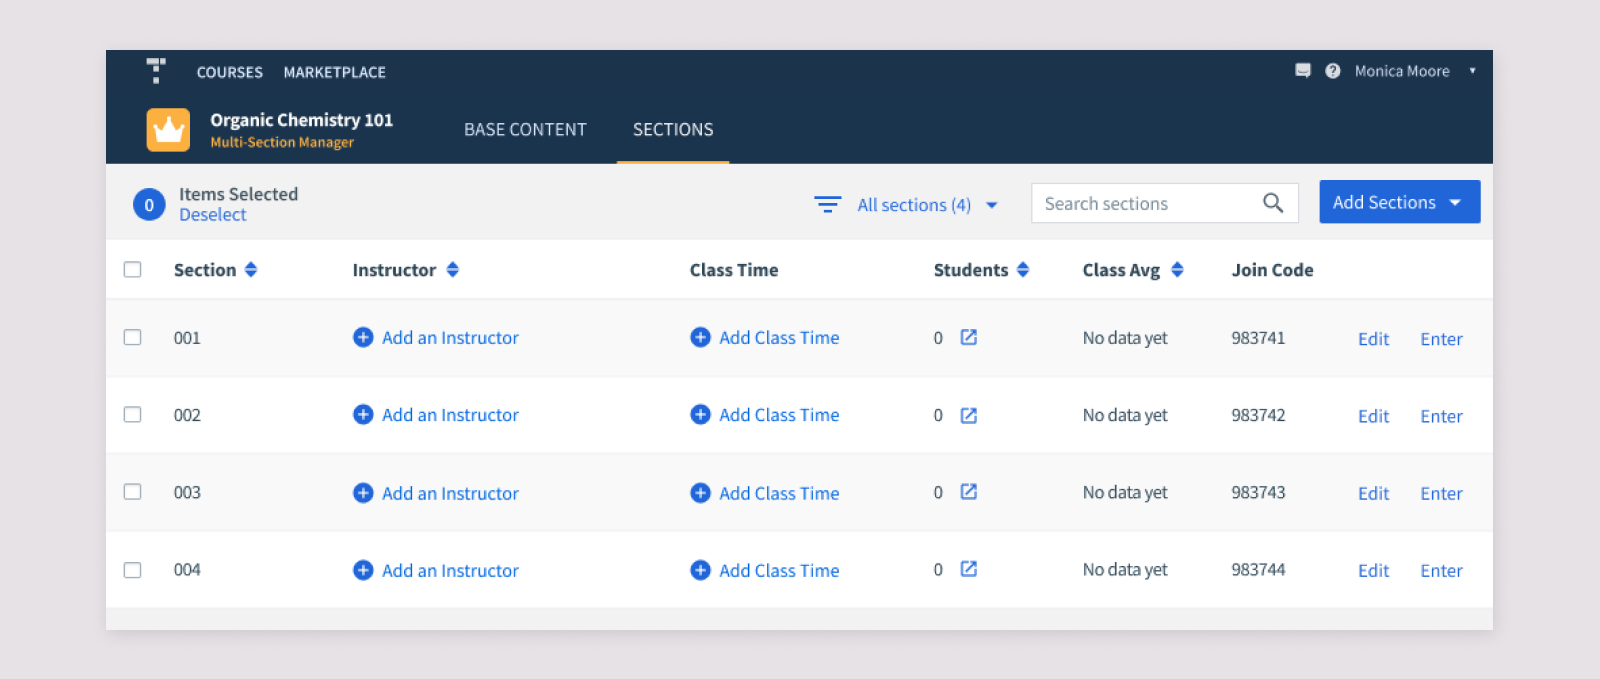 COURSES MARKETPLACE Monica Moore
Organic Chemistry 101
Multi-Section Manager
BASE CONTENT SECTIONS
0 Items Selected
Deselect
All sections (4) Search sections Add Sections
Section Instructor Class Time Students Class Avg Join Code
001 Add an Instructor Add Class Time 0 No data yet 983741 Edit Enter
002 Add an Instructor Add Class Time 0 No data yet 983742 Edit Enter
003 Add an Instructor Add Class Time 0 No data yet 983743 Edit Enter
004 Add an Instructor Add Class Time 0 No data yet 983744 Edit Enter